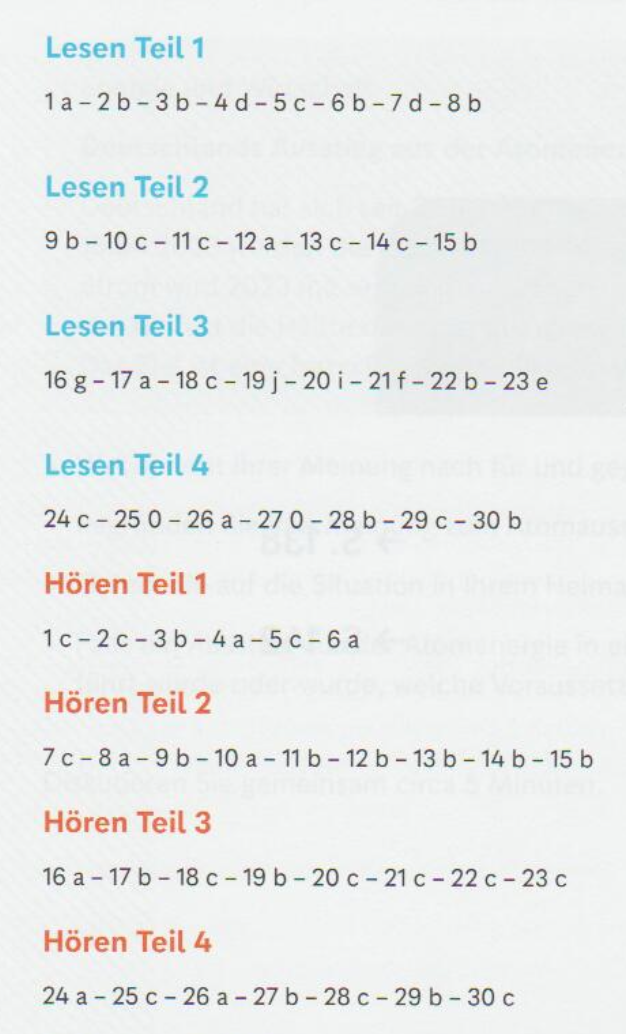 Lesen Teil 1
1 a – 2 b – 3 b – 4 d – 5 c – 6 b – 7 d – 8 b
Lesen Teil 2
9 b – 10 c – 11 c – 12 a – 13 c – 14 c – 15 b
Lesen Teil 3
16 g – 17 a – 18 c – 19 j – 20 i – 21 f – 22 b – 23 e
Lesen Teil 4
24 c – 25 0 – 26 a – 27 0 – 28 b – 29 c – 30 b
Hören Teil 1
1 c – 2 c – 3 b – 4 a – 5 c – 6 a
Hören Teil 2
7 c – 8 a – 9 b – 10 a – 11 b – 12 b – 13 b – 14 b – 15 b
Hören Teil 3
16 a – 17 b – 18 c – 19 b – 20 c – 21 c – 22 c – 23 c
Hören Teil 4
24 a – 25 c – 26 a – 27 b – 28 c – 29 b – 30 c